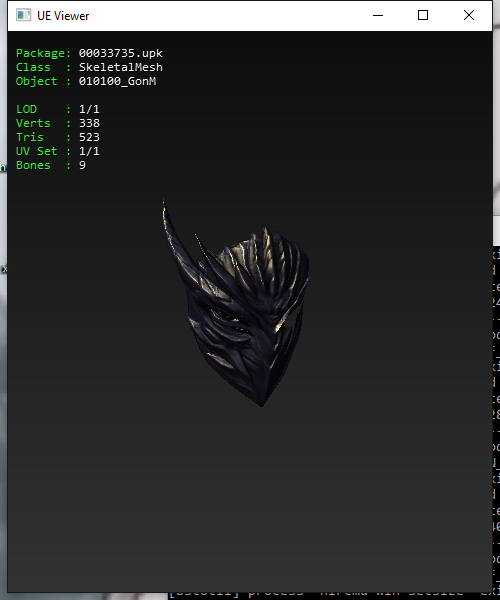 UE Viewer
Package: 00033735.upk
Class  : SkeletalMesh
Object : 010100_GonM
LOD    : 1/1
Verts  : 338
Tris   : 523
UV Set : 1/1
Bones  : 9